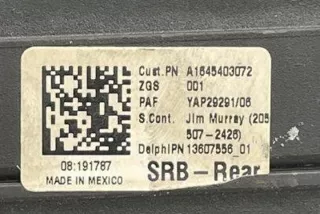 Cust.PN A1645403072
ZGS 001
PAF YAP29291/06
S.Cont. Jim Murray (205
507-2426)
DelphiPN 13607556_01
08:191787
MADE IN MEXICO
SRB-Rear